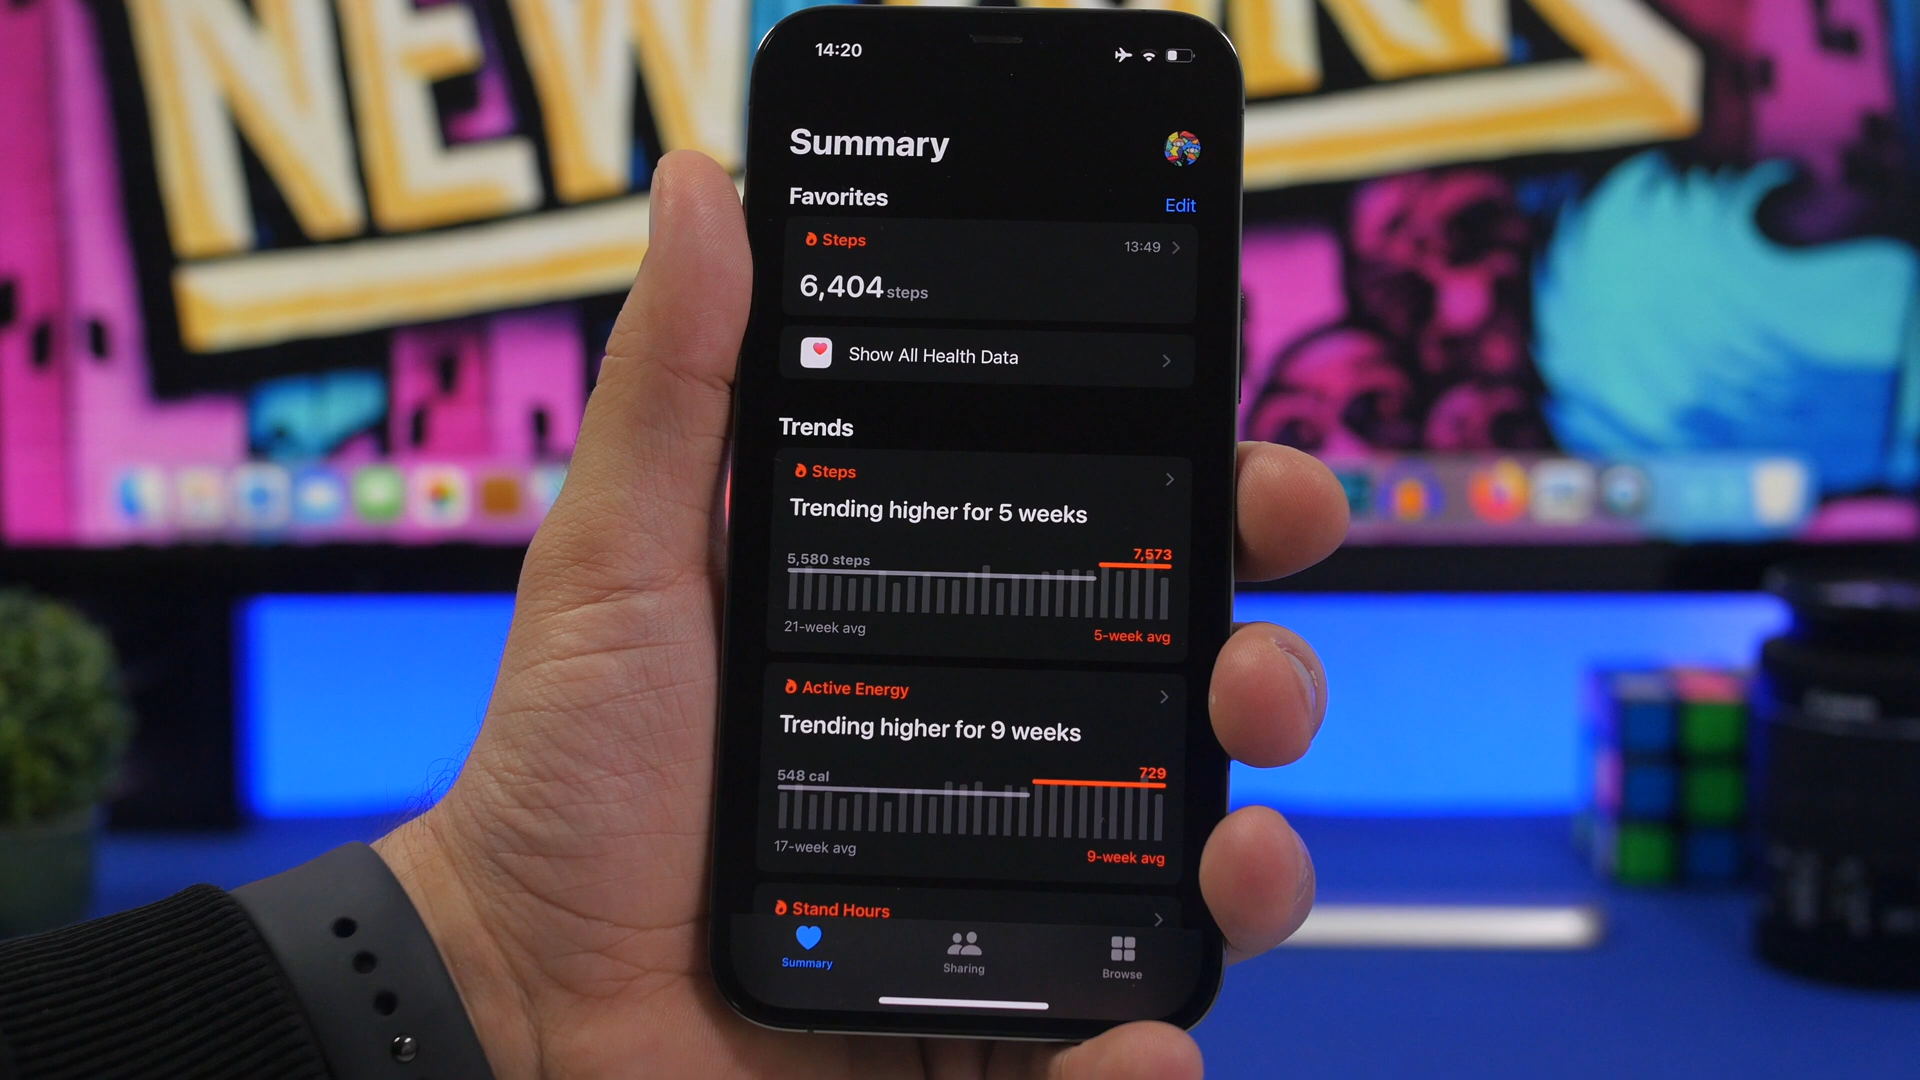 NEW
14:20
Summary
Favorites
Edit
Steps
13:49
6,404 steps
Show All Health Data
Trends
Steps
Trending higher for 5 weeks
5,580 steps
7,573
21-week avg
5-week avg
Active Energy
Trending higher for 9 weeks
548 cal
729
17-week avg
9-week avg
Stand Hours
Summary
Sharing
Browse